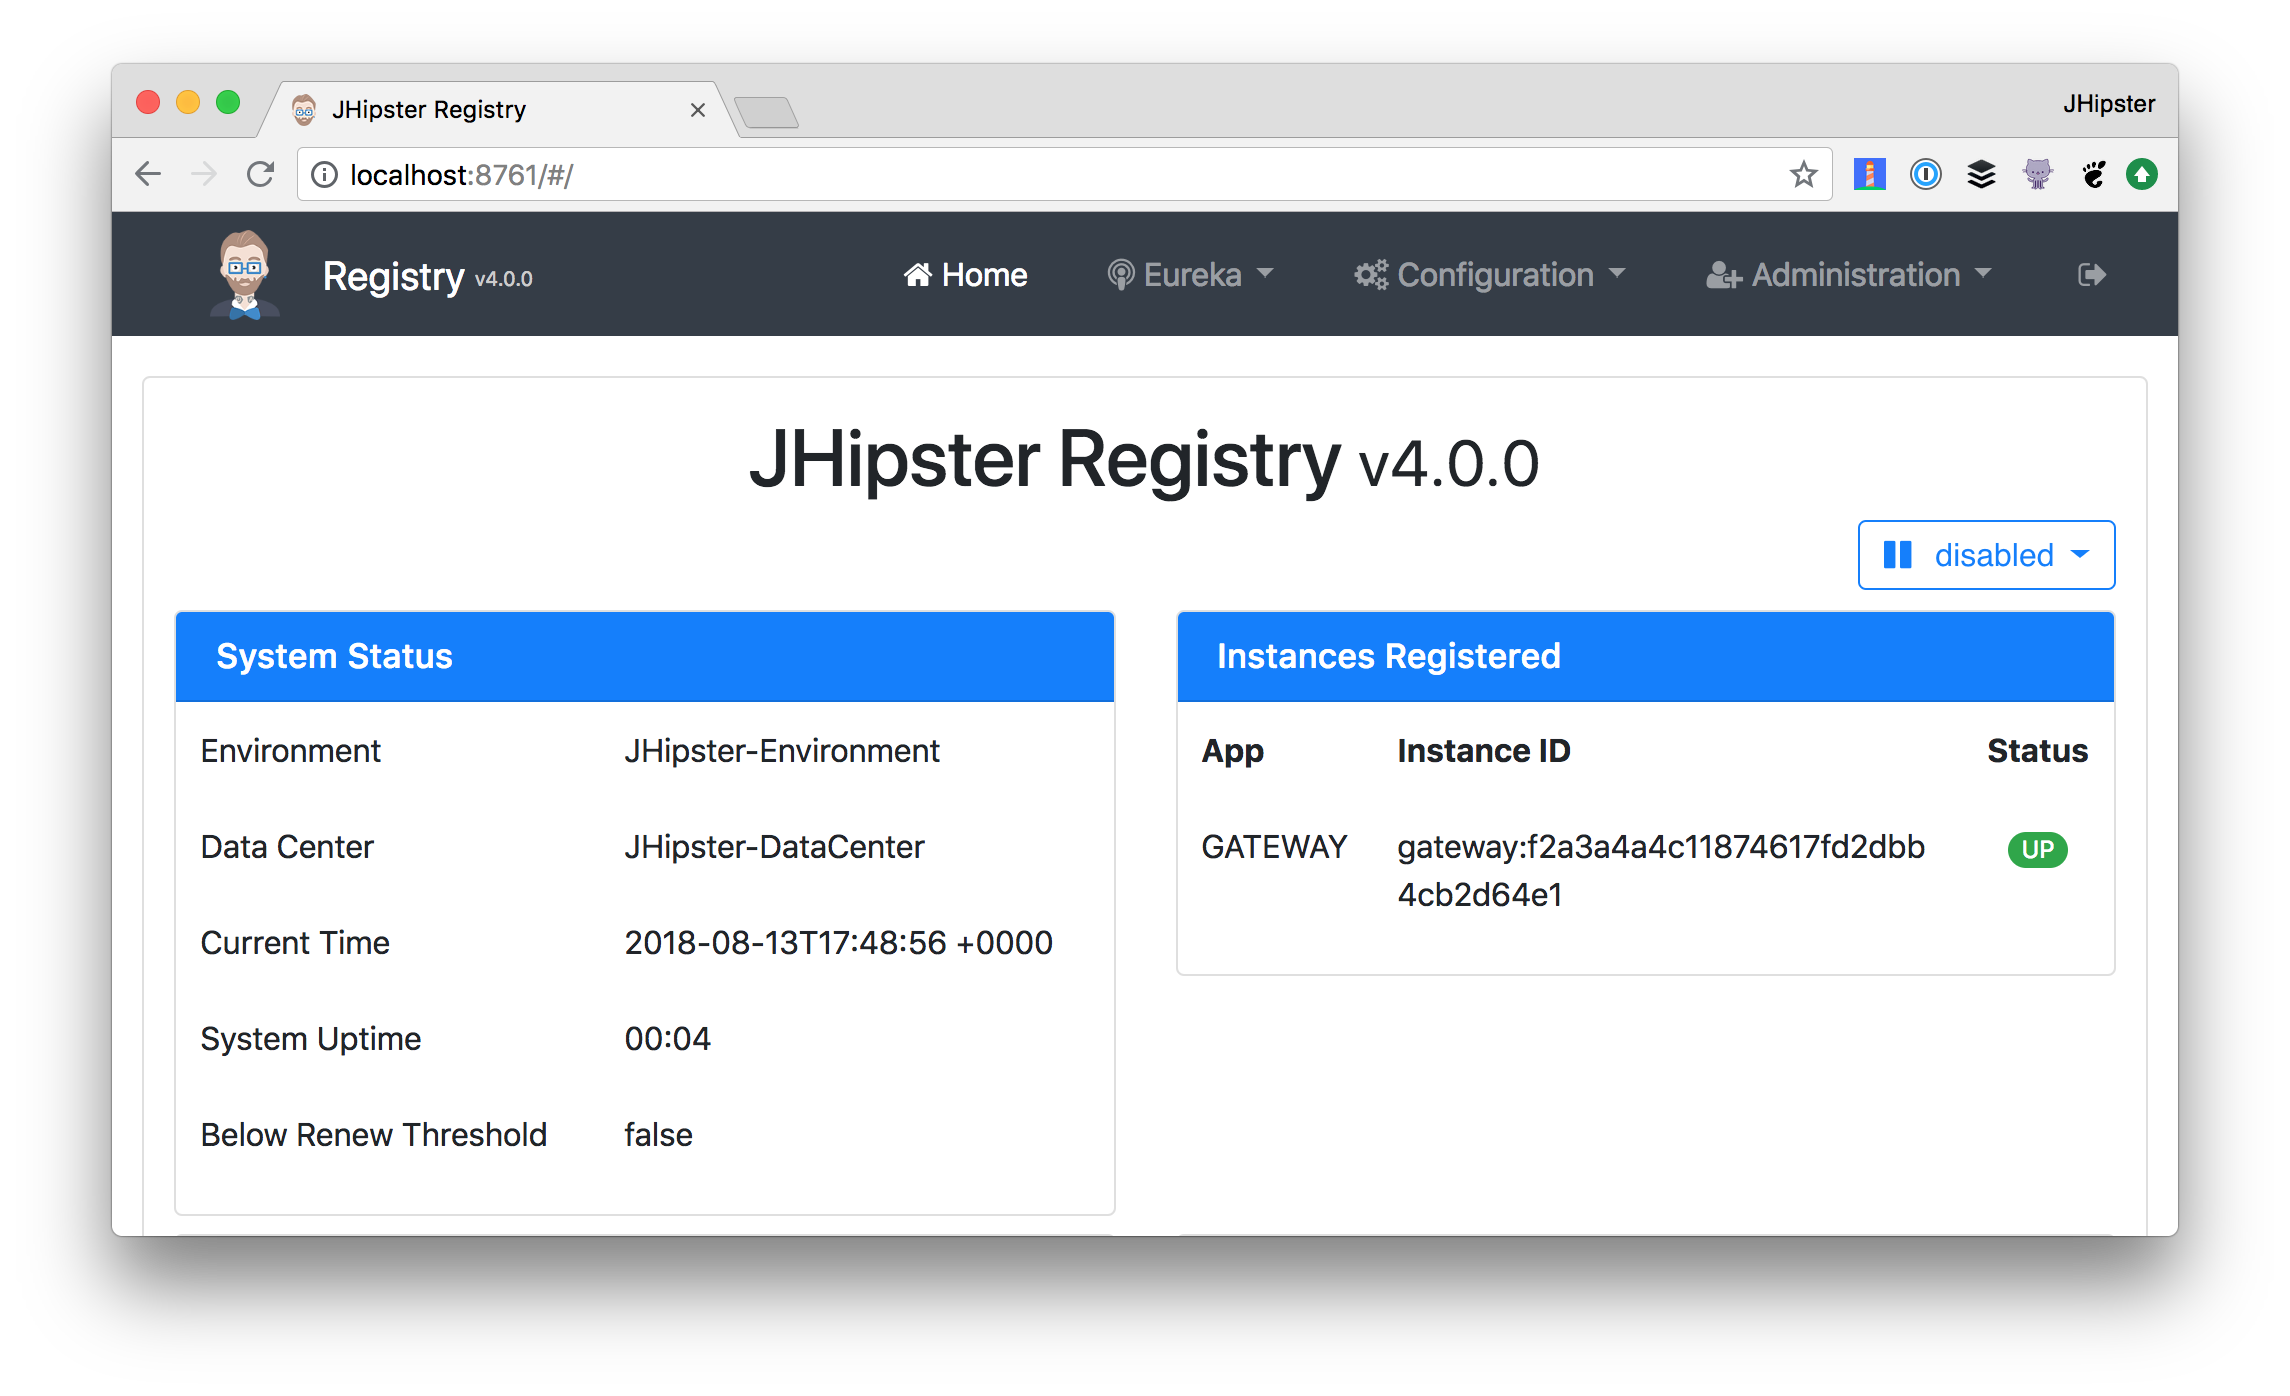 JHipster Registry
JHipster
localhost:8761/#/
Registry v4.0.0
Home
Eureka
Configuration
Administration
JHipster Registry v4.0.0
disabled
System Status
Environment JHipster-Environment
Data Center JHipster-DataCenter
Current Time 2018-08-13T17:48:56 +0000
System Uptime 00:04
Below Renew Threshold false
Instances Registered
App Instance ID Status
GATEWAY gateway:f2a3a4a4c11874617fd2dbb UP
4cb2d64e1